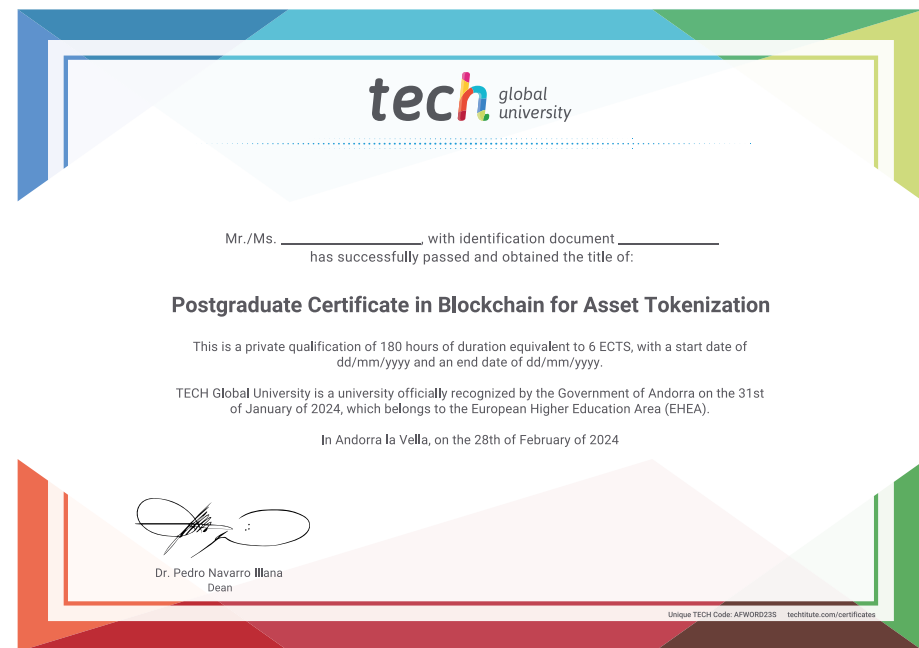 tech global university
Mr./Ms. ____________________, with identification document ______________
has successfully passed and obtained the title of:
Postgraduate Certificate in Blockchain for Asset Tokenization
This is a private qualification of 180 hours of duration equivalent to 6 ECTS, with a start date of
dd/mm/yyyy and an end date of dd/mm/yyyy.
TECH Global University is a university officially recognized by the Government of Andorra on the 31st
of January of 2024, which belongs to the European Higher Education Area (EHEA).
In Andorra la Vella, on the 28th of February of 2024
Dr. Pedro Navarro Illana
Dean
Unique TECH Code: AFWORD23S techtitute.com/certificates